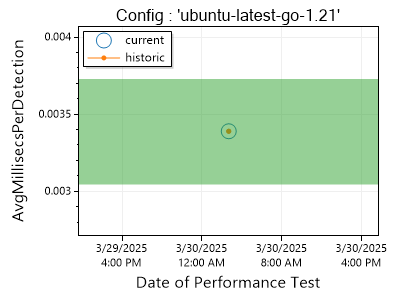 Config : 'ubuntu-latest-go-1.21'
current
historic
AvgMillisecsPerDetection
0.004
0.0035
0.003
3/29/2025
4:00 PM
3/30/2025
12:00 AM
3/30/2025
8:00 AM
3/30/2025
4:00 PM
Date of Performance Test